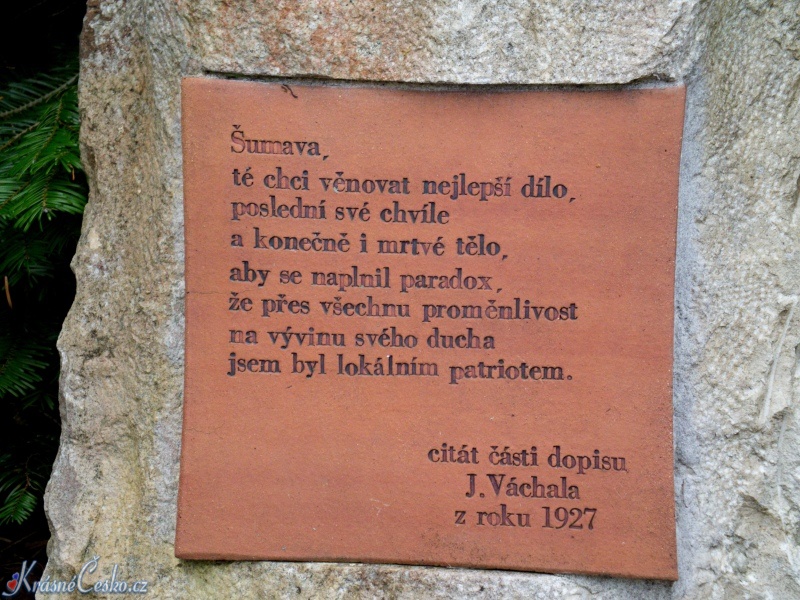 Šumava,
té chci věnovat nejlepší dílo,
poslední své chvíle
a konečně i mrtvé tělo,
aby se naplnil paradox,
že přes všechnu proměnlivost
na vývinu svého ducha
jsem byl lokálním patriotem.
citát části dopisu
J.Váchala
z roku 1927
KrásnéČesko.cz